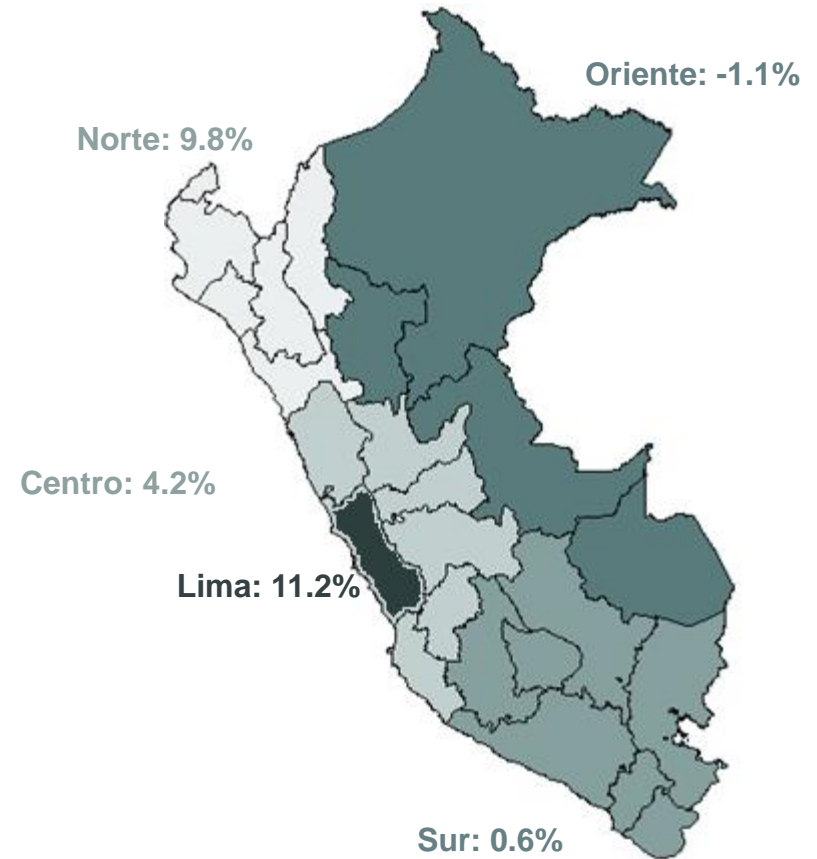 Oriente: -1.1%
Norte: 9.8%
Centro: 4.2%
Lima: 11.2%
Sur: 0.6%